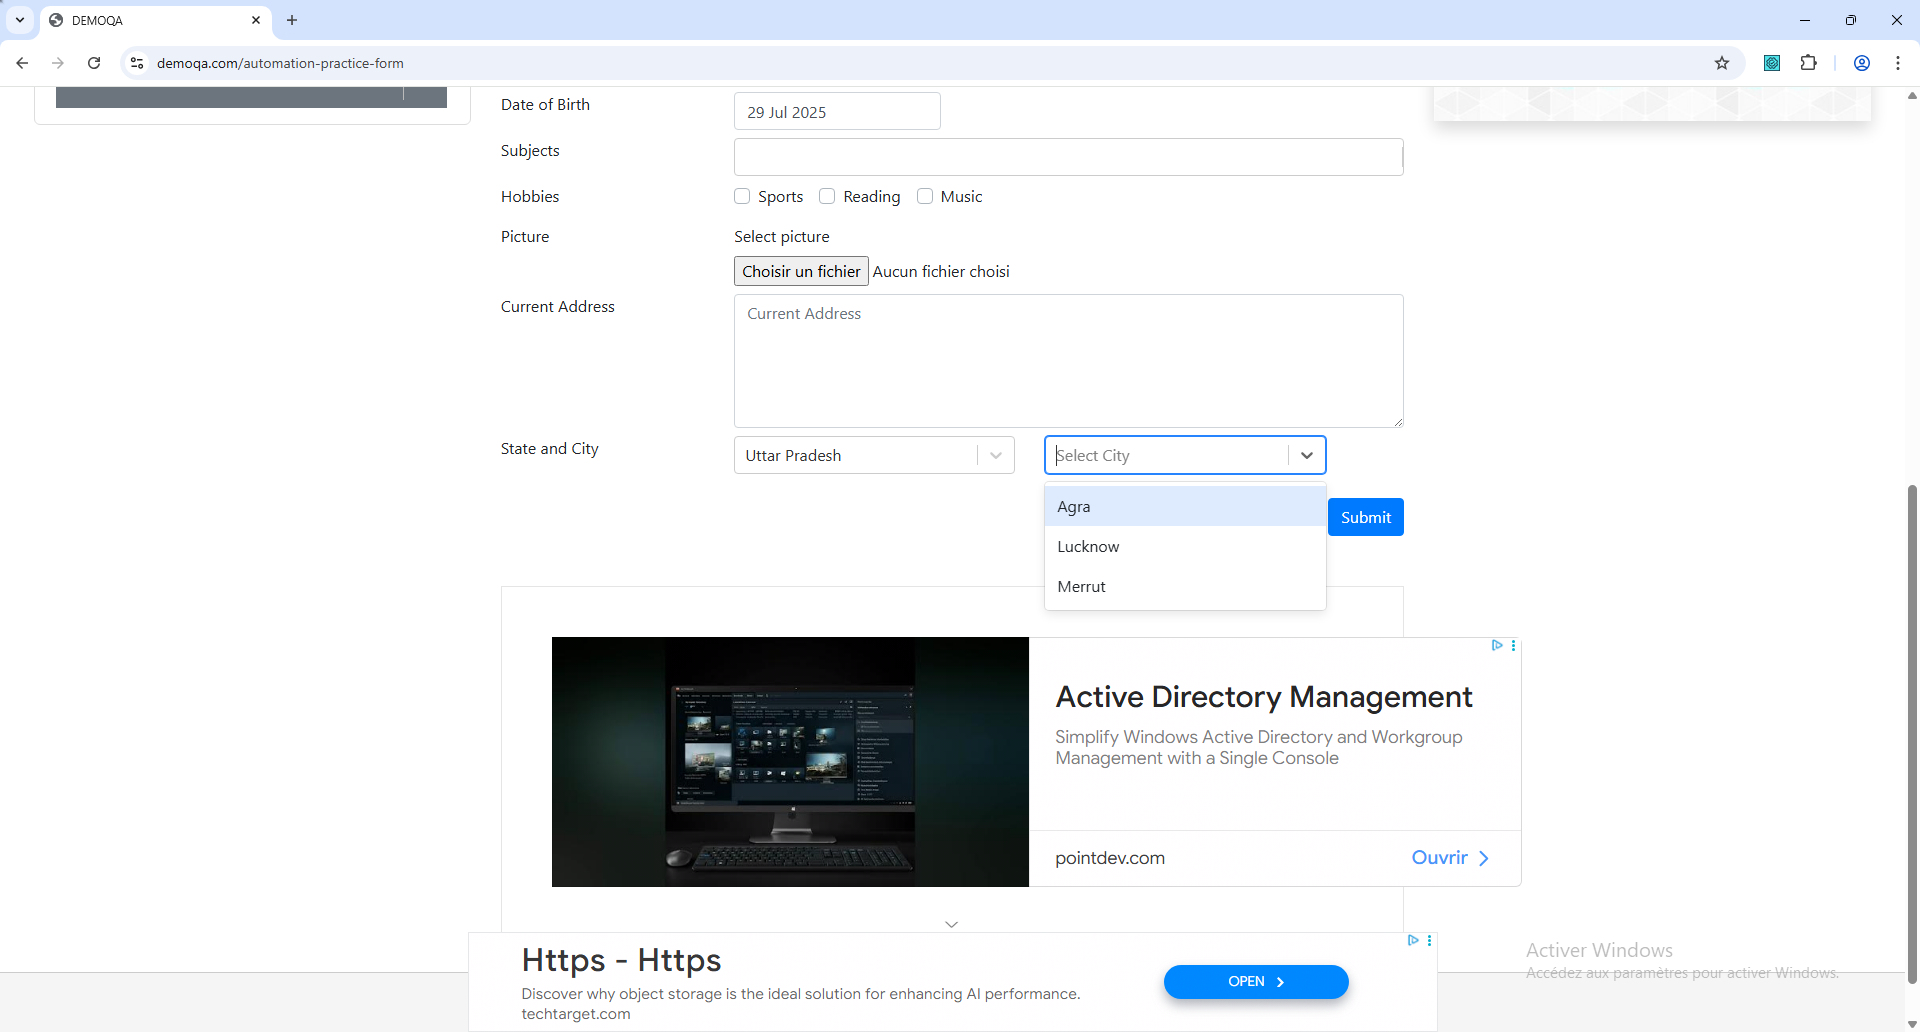 DEMOQA
demoqa.com/automation-practice-form
Date of Birth
29 Jul 2025
Subjects
Hobbies
Sports
Reading
Music
Picture
Select picture
Choisir un fichier Aucun fichier choisi
Current Address
Current Address
State and City
Uttar Pradesh
Select City
Agra
Lucknow
Merrut
Submit
Active Directory Management
Simplify Windows Active Directory and Workgroup
Management with a Single Console
pointdev.com
Ouvrir
Https - Https
Discover why object storage is the ideal solution for enhancing AI performance.
techtarget.com
OPEN
Activer Windows
Accédez aux paramètres pour activer Windows.